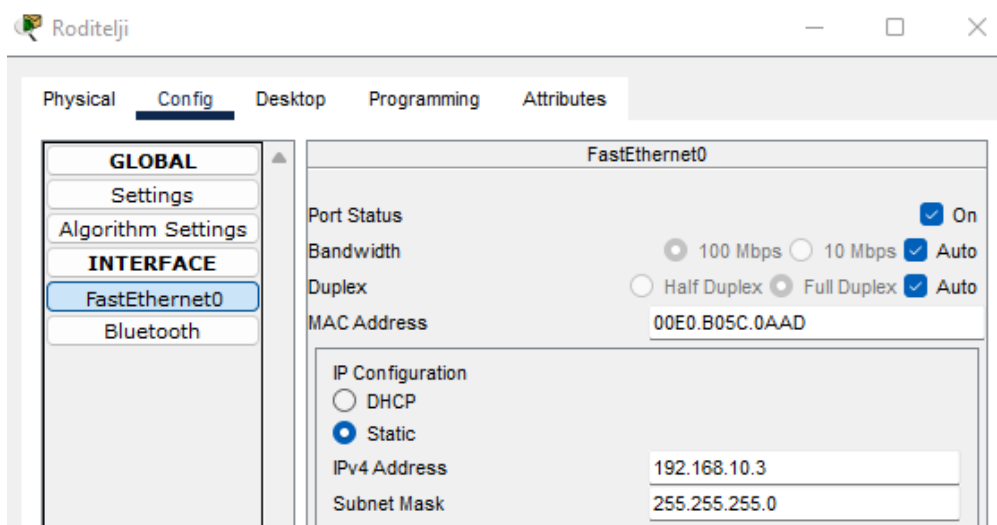 Roditelji
Physical Config Desktop Programming Attributes
GLOBAL
Settings
Algorithm Settings
INTERFACE
FastEthernet0
Bluetooth
FastEthernet0
Port Status On
Bandwidth 100 Mbps 10 Mbps Auto
Duplex Half Duplex Full Duplex Auto
MAC Address 00E0.B05C.0AAD
IP Configuration
DHCP
Static
IPv4 Address 192.168.10.3
Subnet Mask 255.255.255.0